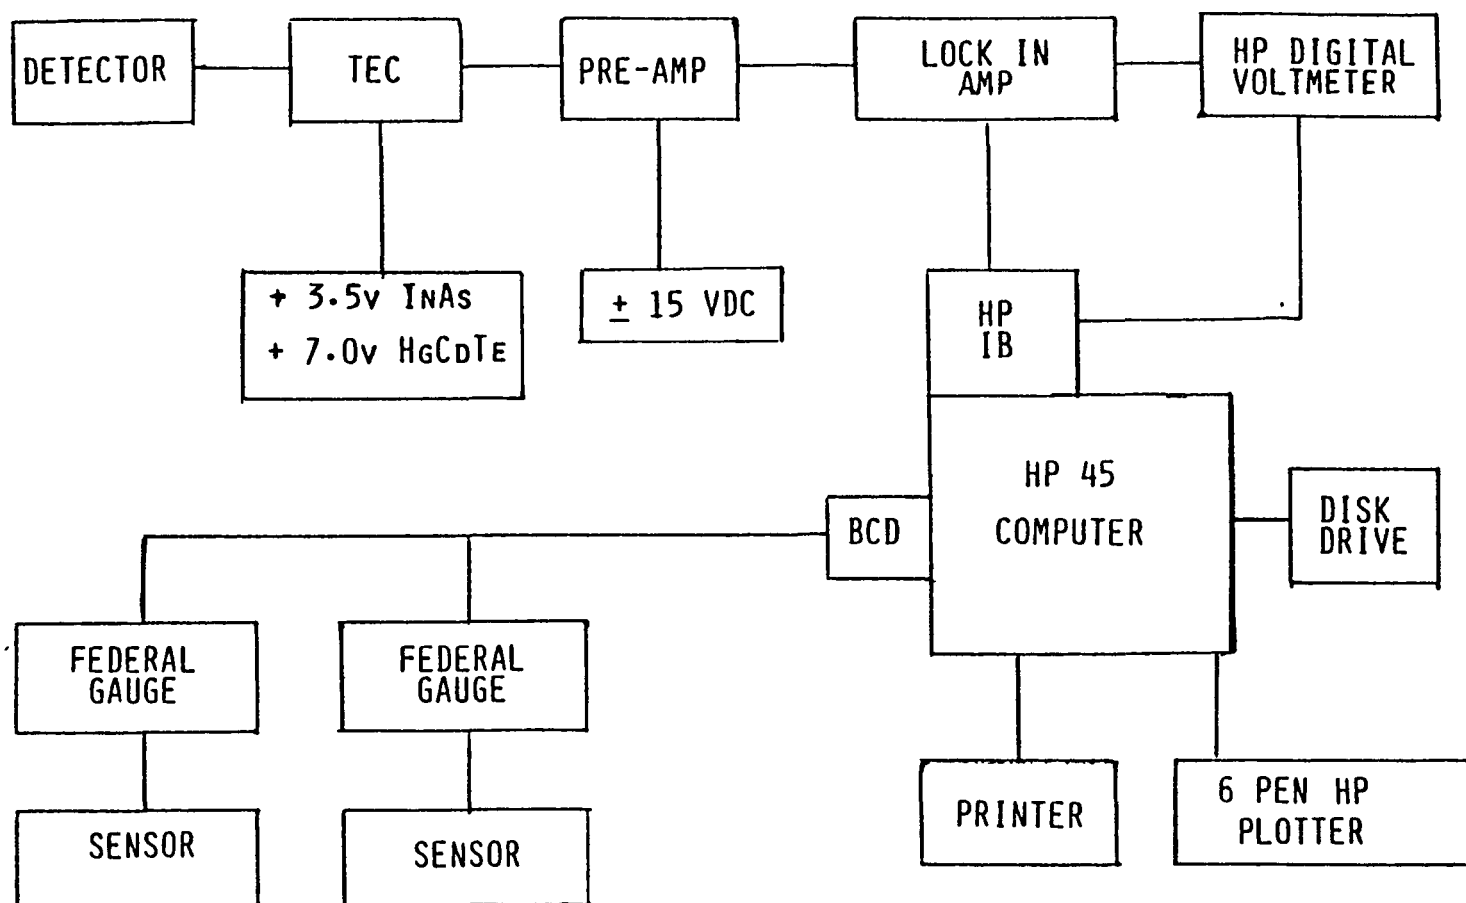 DETECTOR
TEC
PRE-AMP
LOCK IN
AMP
HP DIGITAL
VOLTMETER
+ 3.5v INAS
+ 7.0v HGCDTE
± 15 VDC
HP
IB
HP 45
COMPUTER
BCD
DISK
DRIVE
FEDERAL
GAUGE
FEDERAL
GAUGE
SENSOR
SENSOR
PRINTER
6 PEN HP
PLOTTER